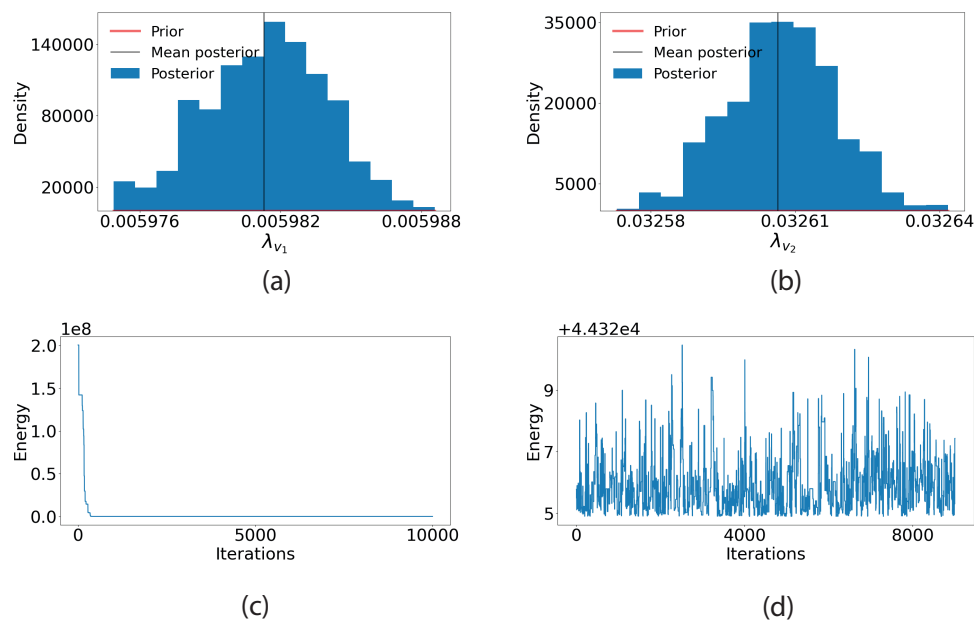 Prior
Mean posterior
Posterior
140000
80000
20000
Density
0.005976
0.005982
0.005988
λv1
(a)
Prior
Mean posterior
Posterior
35000
20000
5000
Density
0.03258
0.03261
0.03264
λv2
(b)
1e8
2.0
1.5
1.0
0.5
0.0
Energy
0
5000
10000
Iterations
(c)
+4.432e4
9
7
5
Energy
0
4000
8000
Iterations
(d)